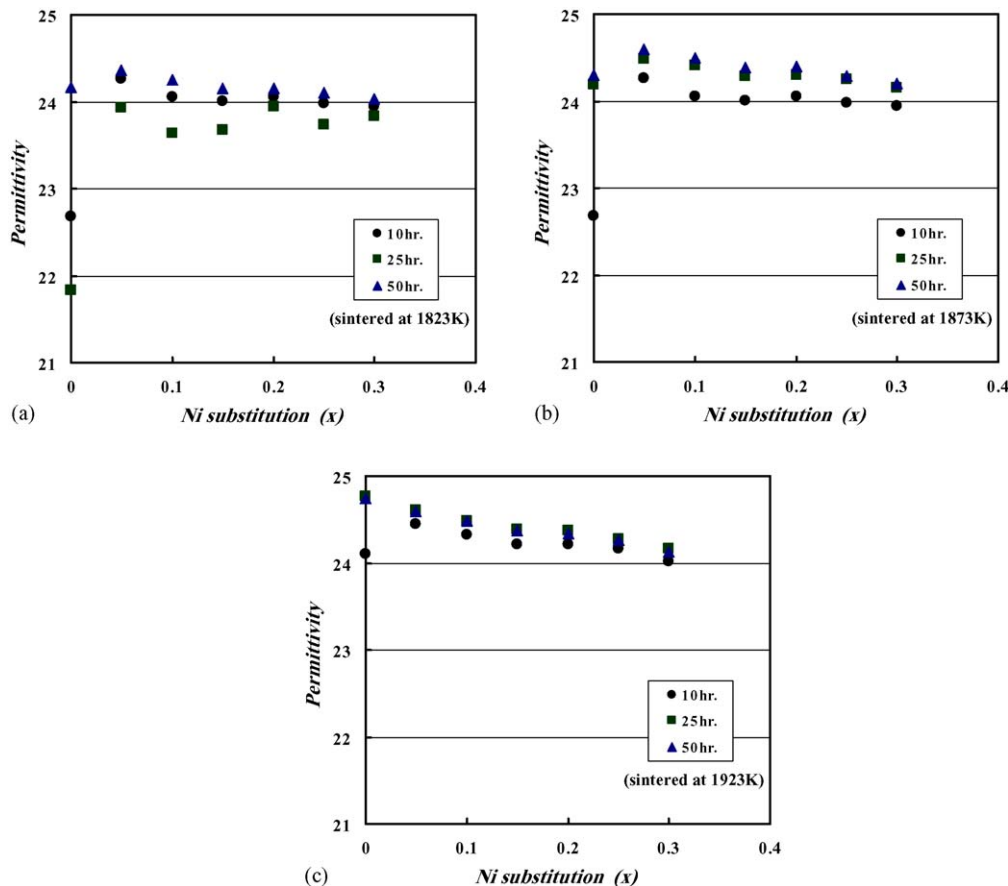 25
24
23
22
21
Permittivity
10hr.
25hr.
50hr.
(sintered at 1823K)
0 0.1 0.2 0.3 0.4
Ni substitution (x)
(a)
25
24
23
22
21
Permittivity
10hr.
25hr.
50hr.
(sintered at 1873K)
0 0.1 0.2 0.3 0.4
Ni substitution (x)
(b)
25
24
23
22
21
Permittivity
10hr.
25hr.
50hr.
(sintered at 1923K)
0 0.1 0.2 0.3 0.4
Ni substitution (x)
(c)